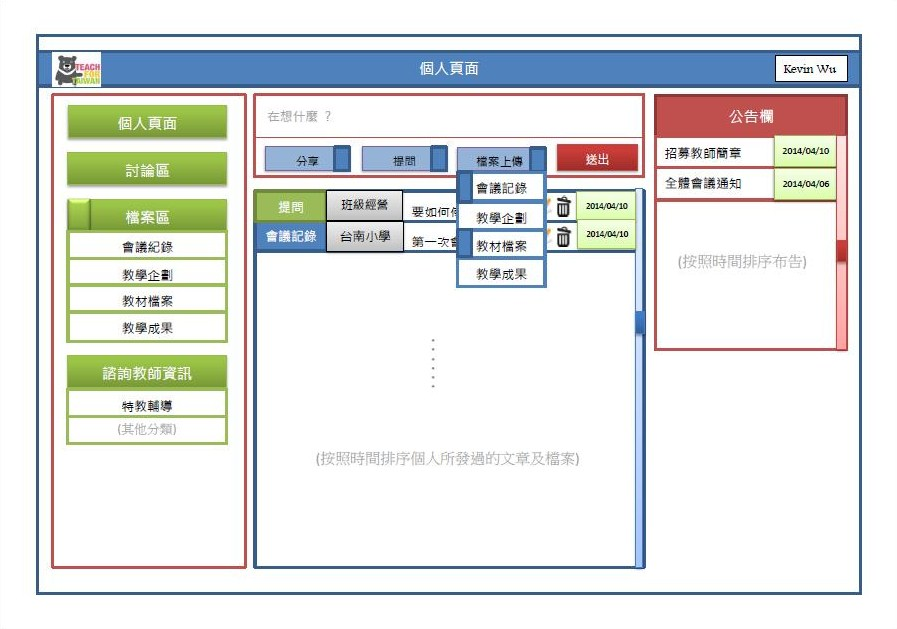 TEACH
FOR
TAIWAN
個人頁面
Kevin Wu
個人頁面
討論區
檔案區
會議紀錄
教學企劃
教材檔案
教學成果
諮詢教師資訊
特教輔導
(其他分類)
在想什麼 ?
分享
提問
檔案上傳
送出
會議記錄
教學企劃
教材檔案
教學成果
提問
班級經營
要如何
2014/04/10
會議記錄
台南小學
第一次
2014/04/10
(按照時間排序個人所發過的文章及檔案)
公告欄
招募教師簡章
2014/04/10
全體會議通知
2014/04/06
(按照時間排序布告)